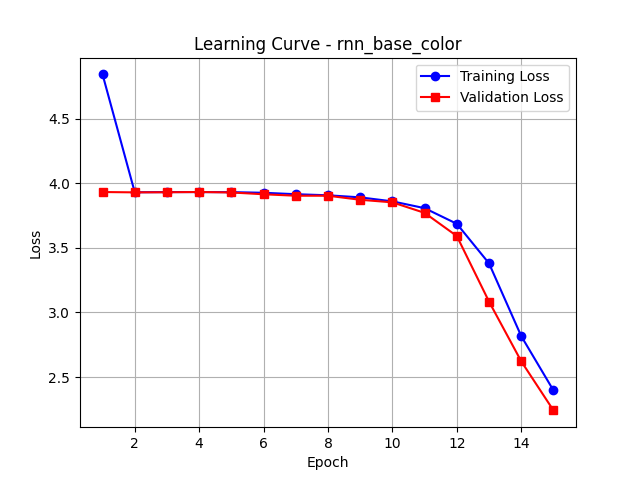 Learning Curve - rnn_base_color
Training Loss
Validation Loss
4.5
4.0
3.5
3.0
2.5
Loss
2 4 6 8 10 12 14
Epoch